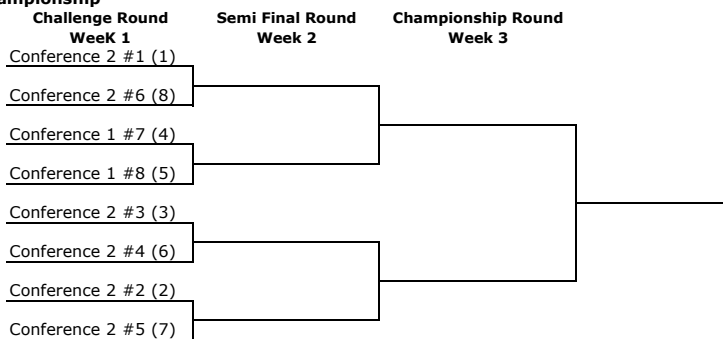 Challenge Round Semi Final Round Championship Round
WeeK 1 Week 2 Week 3
Conference 2 #1 (1)
Conference 2 #6 (8)
Conference 1 #7 (4)
Conference 1 #8 (5)
Conference 2 #3 (3)
Conference 2 #4 (6)
Conference 2 #2 (2)
Conference 2 #5 (7)